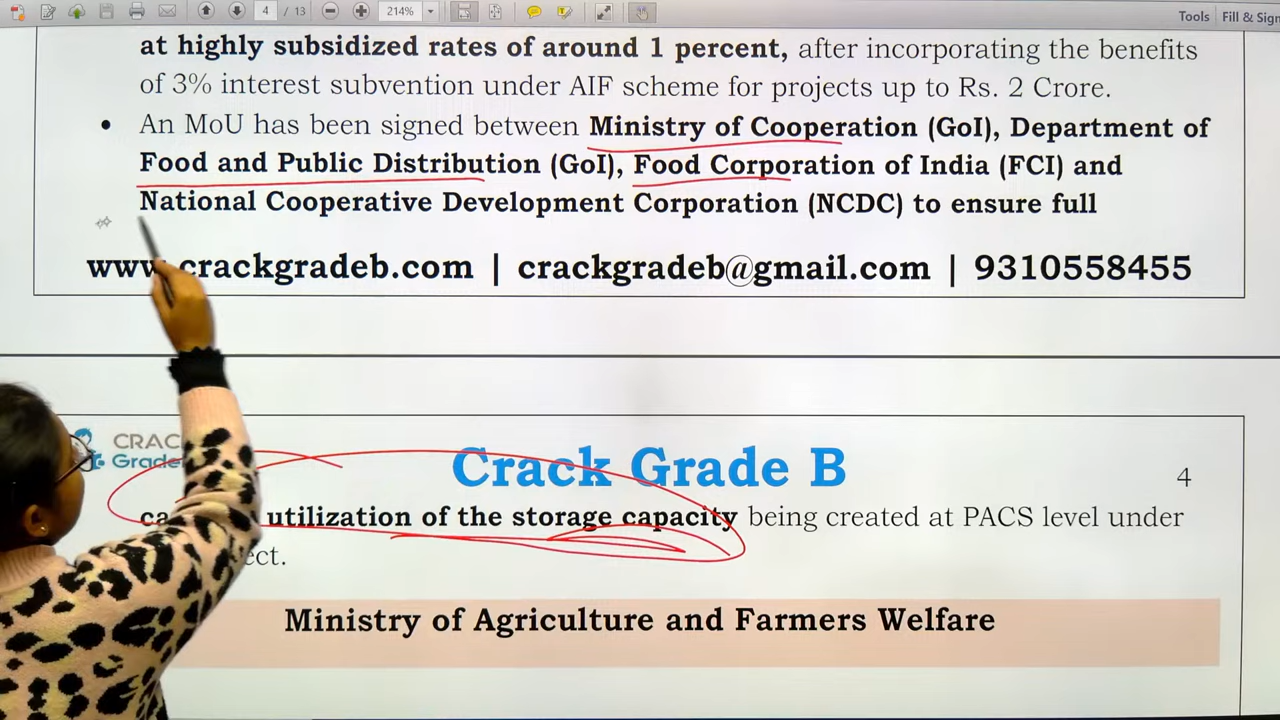 4 / 13
214%
Tools Fill & Sign
at highly subsidized rates of around 1 percent, after incorporating the benefits
of 3% interest subvention under AIF scheme for projects up to Rs. 2 Crore.
• An MoU has been signed between Ministry of Cooperation (GoI), Department of
Food and Public Distribution (GoI), Food Corporation of India (FCI) and
National Cooperative Development Corporation (NCDC) to ensure full
www.crackgradeb.com | crackgradeb@gmail.com | 9310558455
CRAC
Grade
Crack Grade B
4
utilization of the storage capacity being created at PACS level under
Ministry of Agriculture and Farmers Welfare